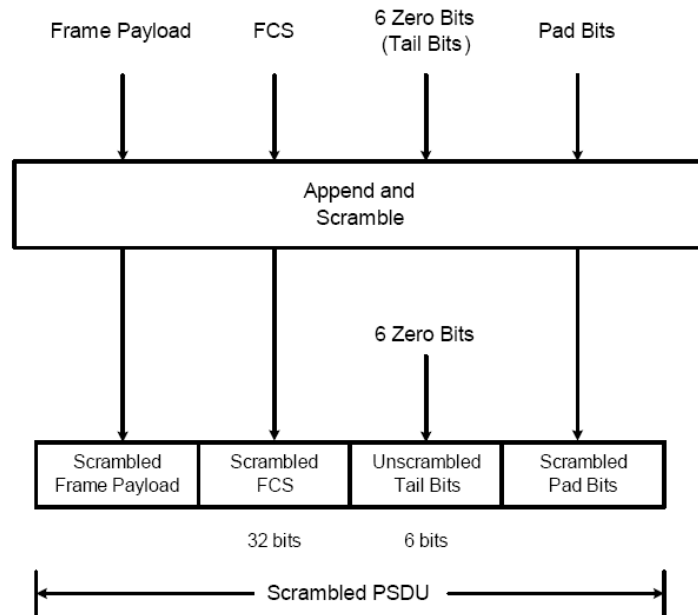 Frame Payload
FCS
6 Zero Bits
(Tail Bits)
Pad Bits
Append and
Scramble
6 Zero Bits
Scrambled
Frame Payload
Scrambled
FCS
Unscrambled
Tail Bits
Scrambled
Pad Bits
32 bits
6 bits
Scrambled PSDU